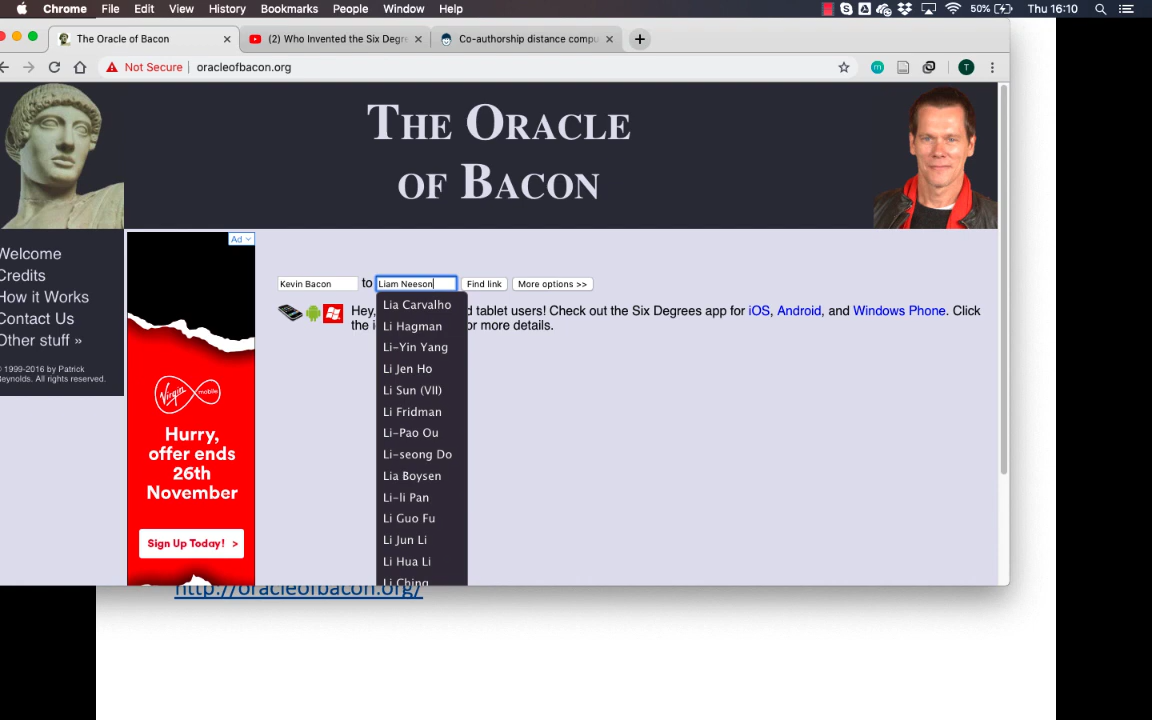 Chrome File Edit View History Bookmarks People Window Help 50% Thu 16:10
The Oracle of Bacon (2) Who Invented the Six Degre Co-authorship distance compu
Not Secure oracleofbacon.org T
THE ORACLE
OF BACON
Welcome
Credits
How it Works
Contact Us
Other stuff »
© 1999-2016 by Patrick
Reynolds. All rights reserved.
Ad
Virgin mobile
Hurry,
offer ends
26th
November
Sign Up Today! >
Kevin Bacon to Liam Neeson Find link More options >>
Hey, d tablet users! Check out the Six Degrees app for iOS, Android, and Windows Phone. Click
the i or more details.
Lia Carvalho
Li Hagman
Li-Yin Yang
Li Jen Ho
Li Sun (VII)
Li Fridman
Li-Pao Ou
Li-seong Do
Lia Boysen
Li-li Pan
Li Guo Fu
Li Jun Li
Li Hua Li
Li Ching
http://oracleofbacon.org/